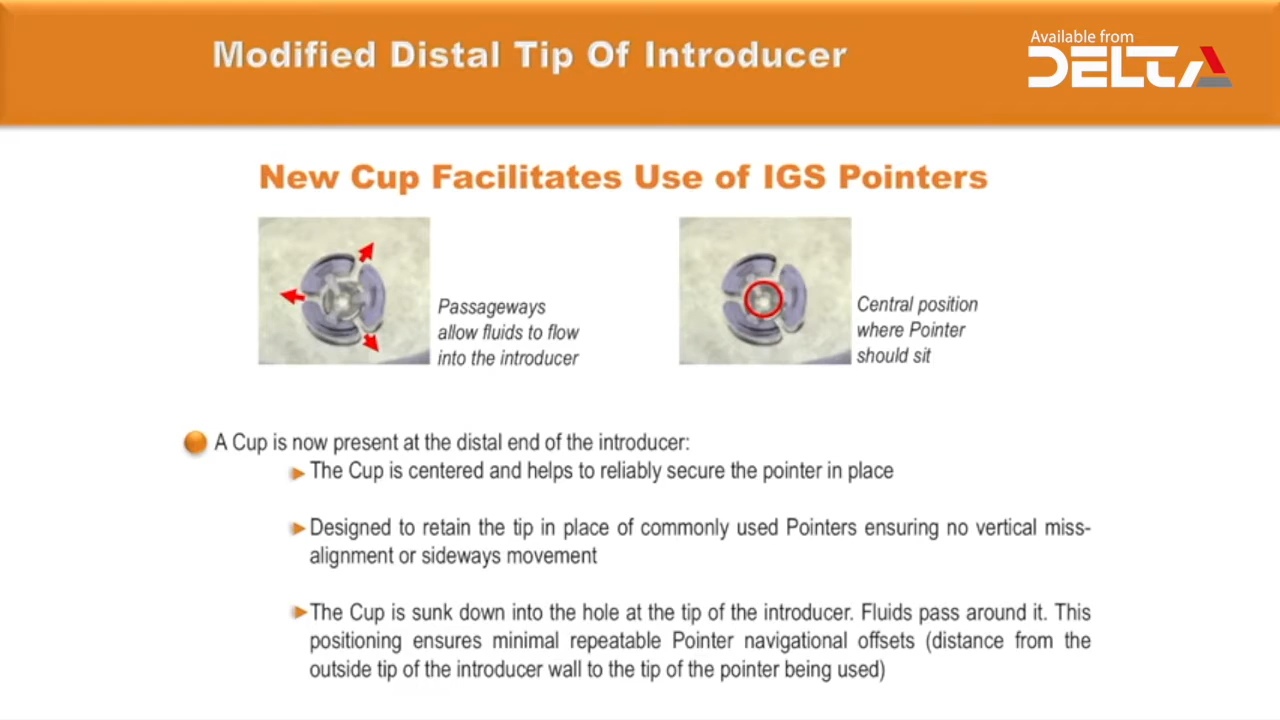 Modified Distal Tip Of Introducer
Available from
DELTA
New Cup Facilitates Use of IGS Pointers
Passageways
allow fluids to flow
into the introducer
Central position
where Pointer
should sit
A Cup is now present at the distal end of the introducer:
The Cup is centered and helps to reliably secure the pointer in place
Designed to retain the tip in place of commonly used Pointers ensuring no vertical miss-
alignment or sideways movement
The Cup is sunk down into the hole at the tip of the introducer. Fluids pass around it. This
positioning ensures minimal repeatable Pointer navigational offsets (distance from the
outside tip of the introducer wall to the tip of the pointer being used)